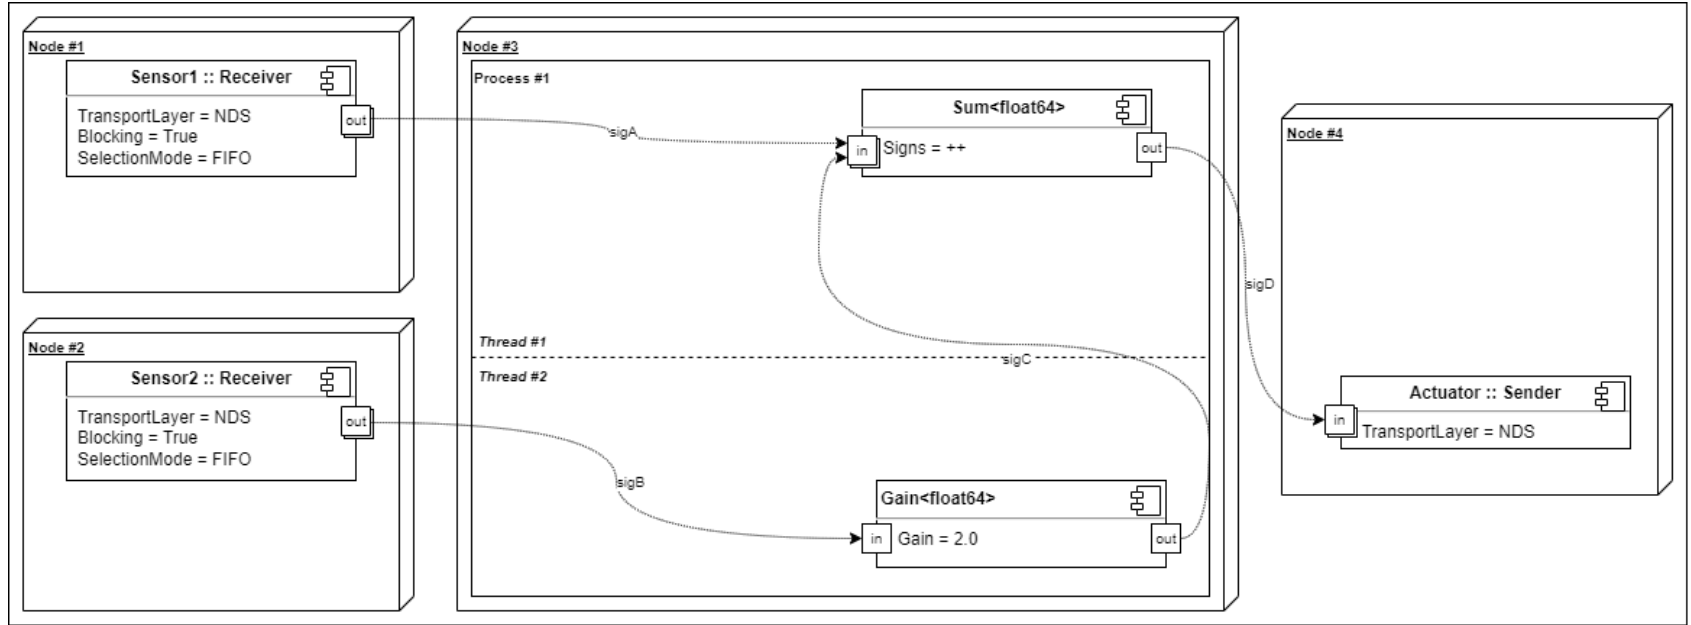 Node #1
Sensor1 :: Receiver
TransportLayer = NDS
Blocking = True
SelectionMode = FIFO
out
Node #2
Sensor2 :: Receiver
TransportLayer = NDS
Blocking = True
SelectionMode = FIFO
out
sigA
sigB
Node #3
Process #1
Sum<float64>
in
Signs = ++
out
Thread #1
sigC
Thread #2
Gain<float64>
in
Gain = 2.0
out
sigD
Node #4
Actuator :: Sender
in
TransportLayer = NDS